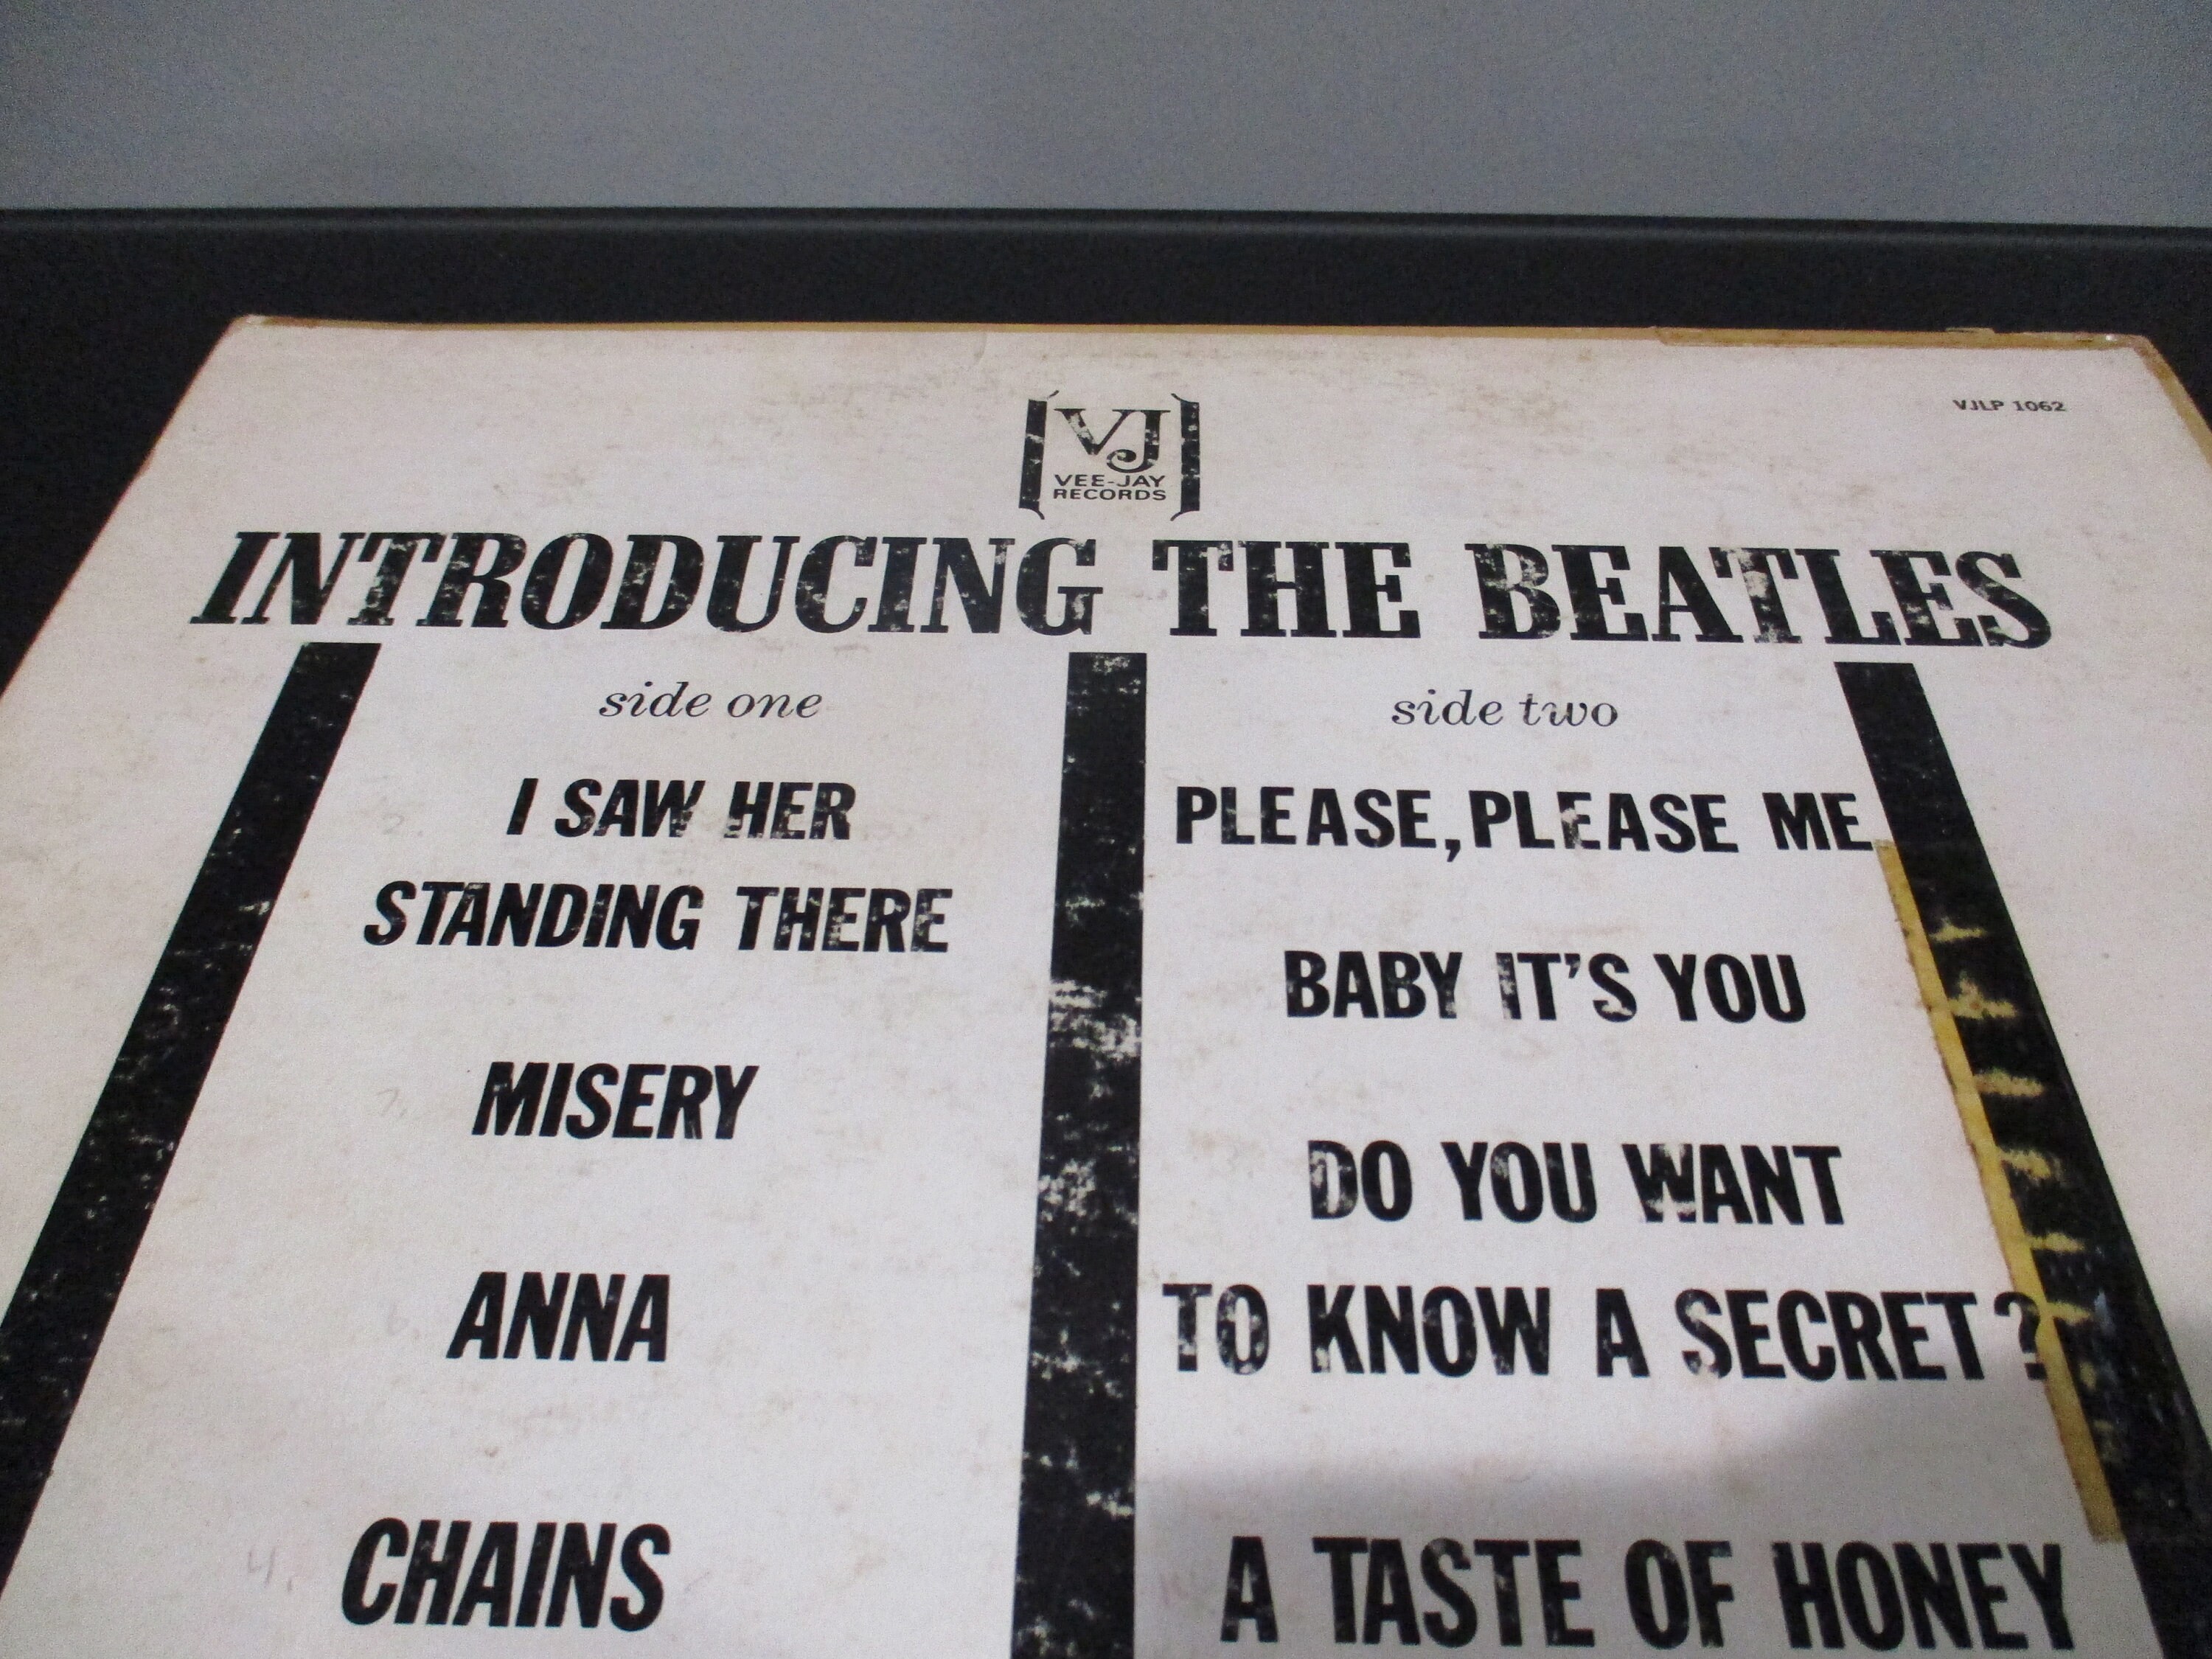 VJLP 1062
VJ
VEE-JAY
RECORDS
INTRODUCING THE BEATLES
side one
I SAW HER
STANDING THERE
MISERY
ANNA
CHAINS
side two
PLEASE, PLEASE ME
BABY IT'S YOU
DO YOU WANT
TO KNOW A SECRET?
A TASTE OF HONEY